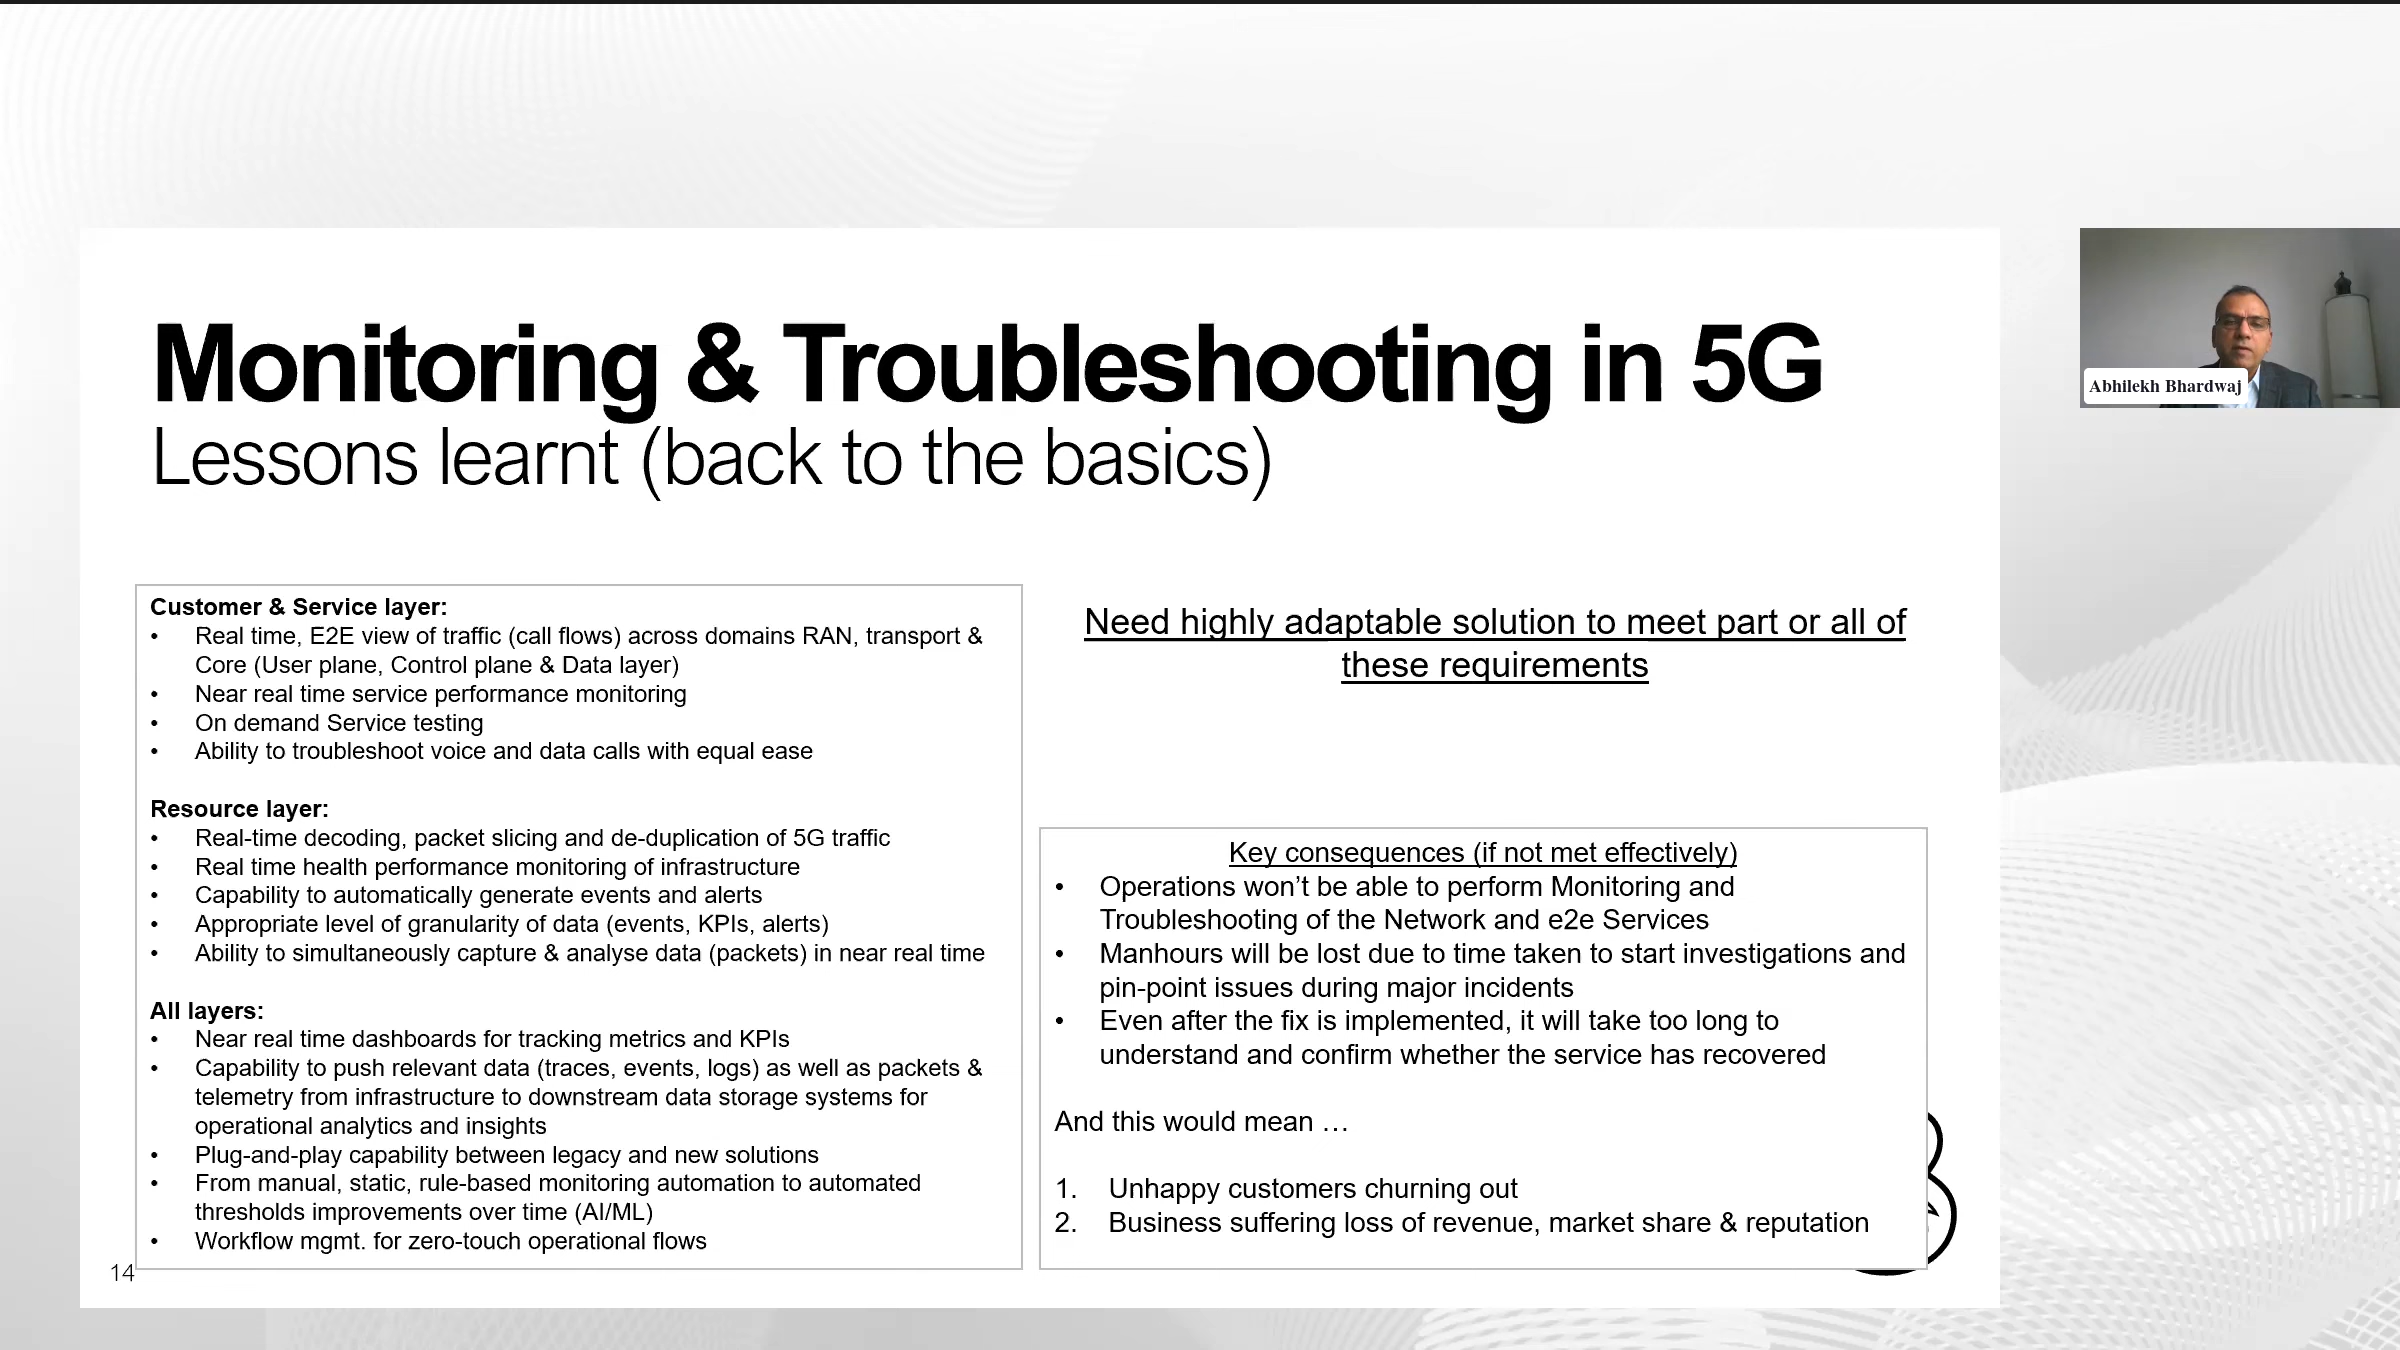 Monitoring & Troubleshooting in 5G
Lessons learnt (back to the basics)
Abhilekh Bhardwaj
Customer & Service layer:
• Real time, E2E view of traffic (call flows) across domains RAN, transport &
Core (User plane, Control plane & Data layer)
• Near real time service performance monitoring
• On demand Service testing
• Ability to troubleshoot voice and data calls with equal ease
Resource layer:
• Real-time decoding, packet slicing and de-duplication of 5G traffic
• Real time health performance monitoring of infrastructure
• Capability to automatically generate events and alerts
• Appropriate level of granularity of data (events, KPIs, alerts)
• Ability to simultaneously capture & analyse data (packets) in near real time
All layers:
• Near real time dashboards for tracking metrics and KPIs
• Capability to push relevant data (traces, events, logs) as well as packets &
telemetry from infrastructure to downstream data storage systems for
operational analytics and insights
• Plug-and-play capability between legacy and new solutions
• From manual, static, rule-based monitoring automation to automated
thresholds improvements over time (AI/ML)
• Workflow mgmt. for zero-touch operational flows
14
Need highly adaptable solution to meet part or all of
these requirements
Key consequences (if not met effectively)
• Operations won’t be able to perform Monitoring and
Troubleshooting of the Network and e2e Services
• Manhours will be lost due to time taken to start investigations and
pin-point issues during major incidents
• Even after the fix is implemented, it will take too long to
understand and confirm whether the service has recovered
And this would mean …
1. Unhappy customers churning out
2. Business suffering loss of revenue, market share & reputation